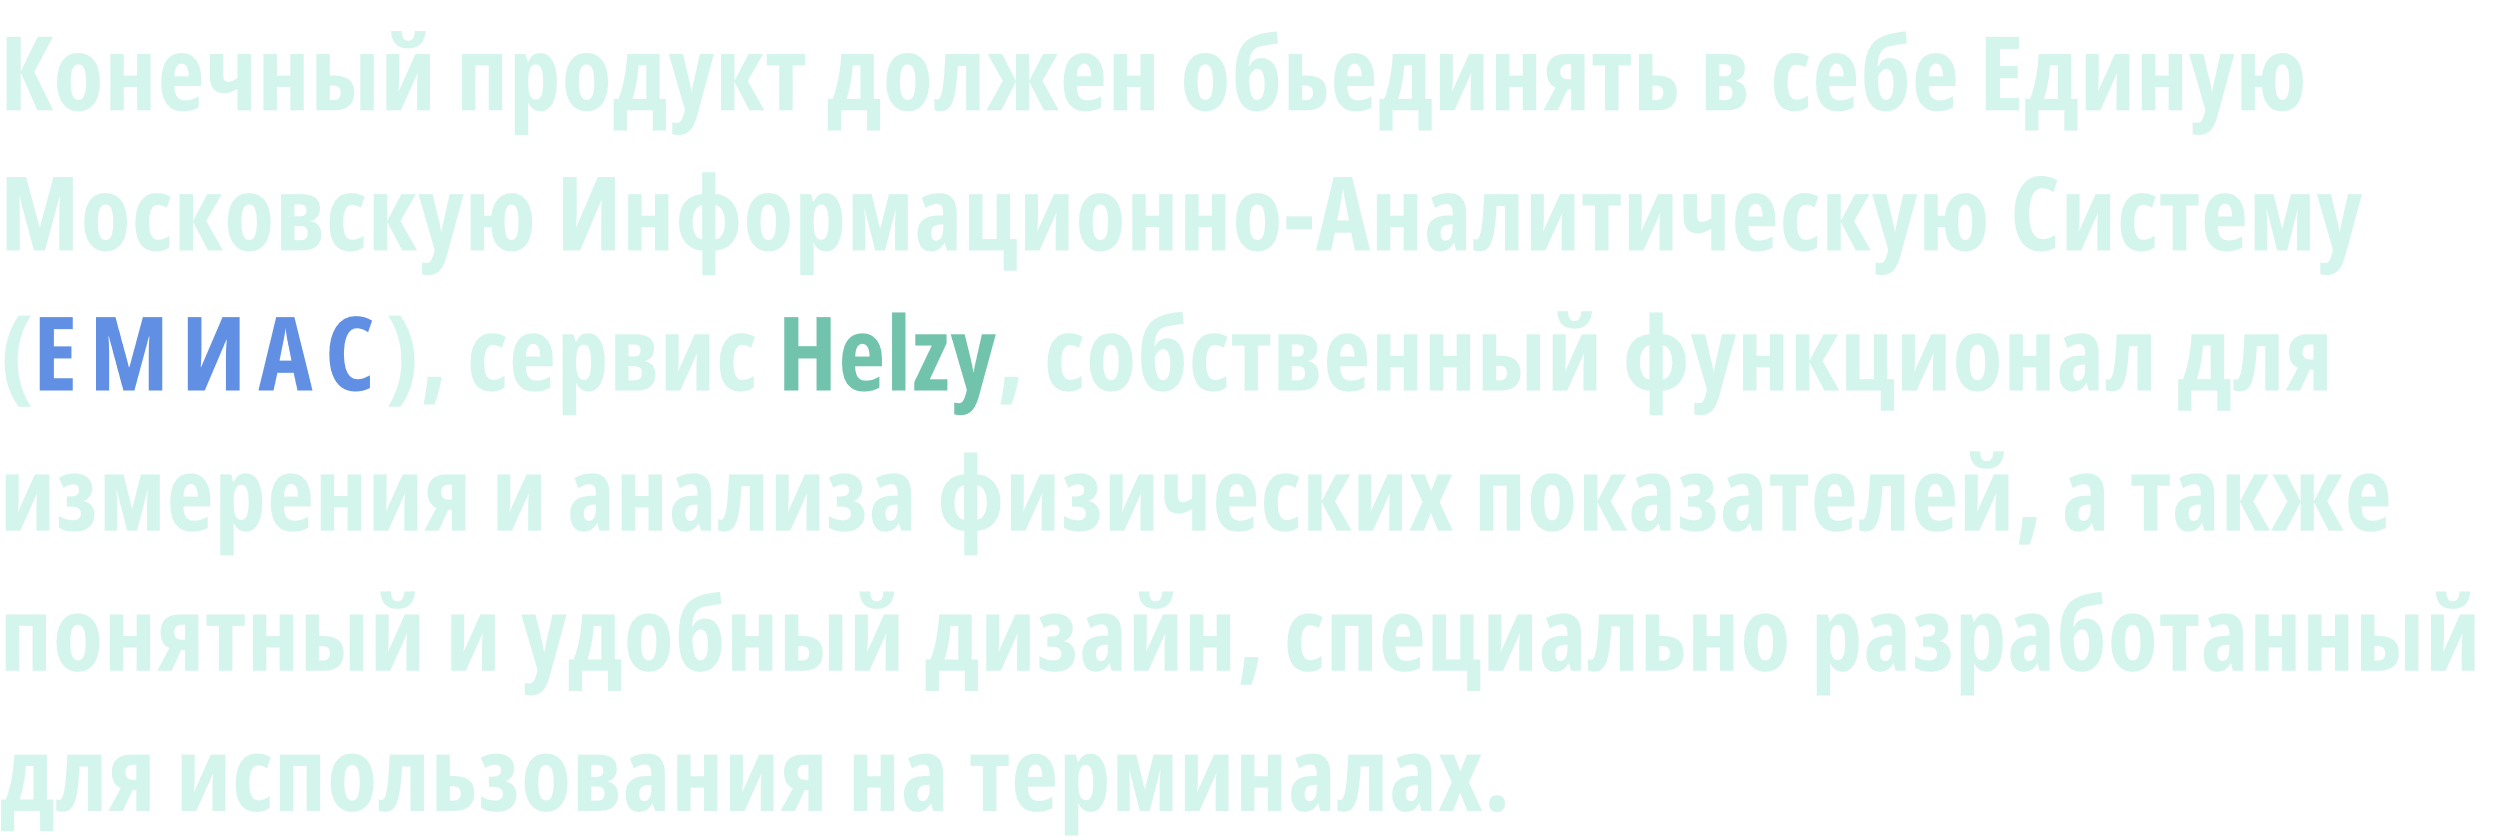 Конечный продукт должен объединять в себе Единую
Московскую Информационно-Аналитическую Систему
(ЕМИАС), сервис Helzy, собственный функционал для
измерения и анализа физических показателей, а также
понятный и удобный дизайн, специально разработанный
для использования на терминалах.